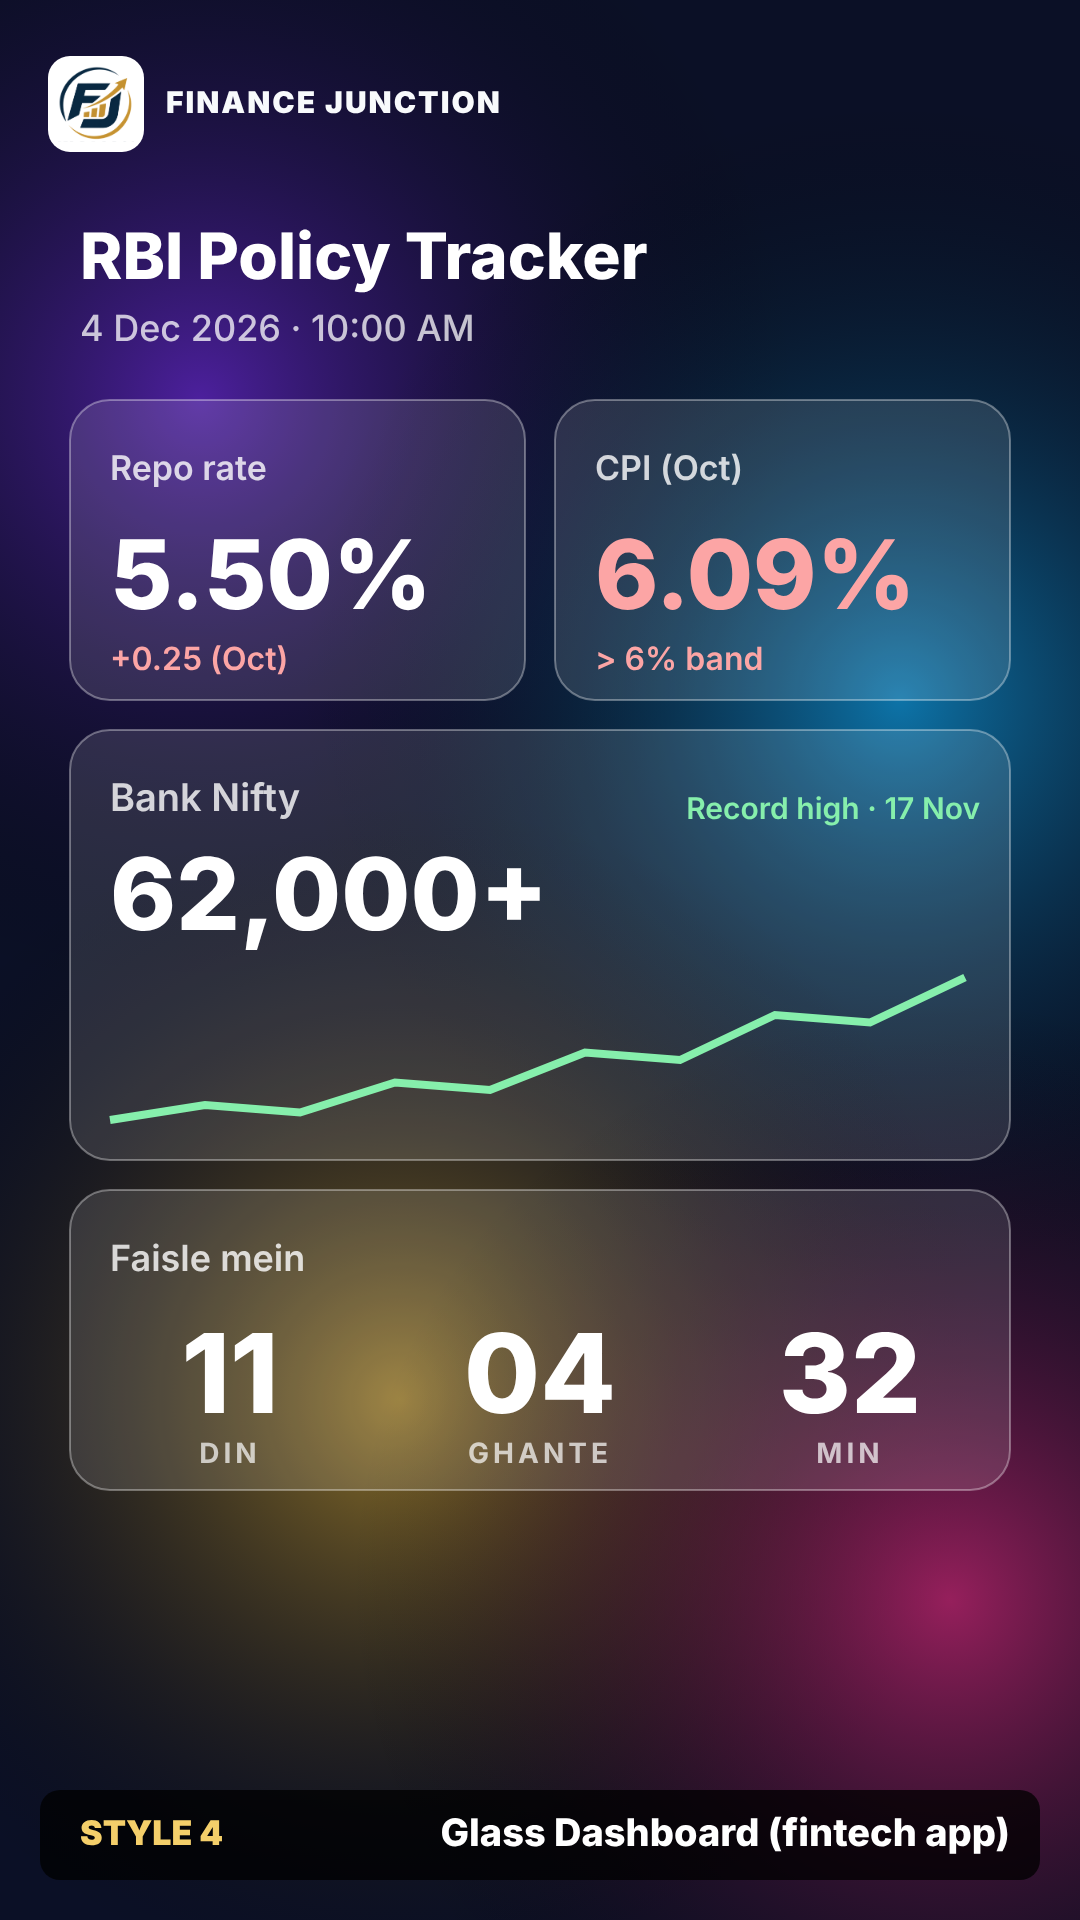 FJ
FINANCE JUNCTION
RBI Policy Tracker
4 Dec 2026 · 10:00 AM
Repo rate
5.50%
+0.25 (Oct)
CPI (Oct)
6.09%
> 6% band
Bank Nifty
Record high · 17 Nov
62,000+
Faisle mein
11 04 32
DIN GHANTE MIN
STYLE 4 Glass Dashboard (fintech app)